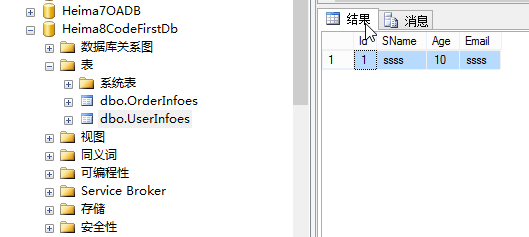 Heima7OADB
Heima8CodeFirstDb
数据库关系图
表
系统表
dbo.OrderInfoes
dbo.UserInfoes
视图
同义词
可编程性
Service Broker
存储
安全性
结果 消息
Id SName Age Email
1 1 ssss 10 ssss